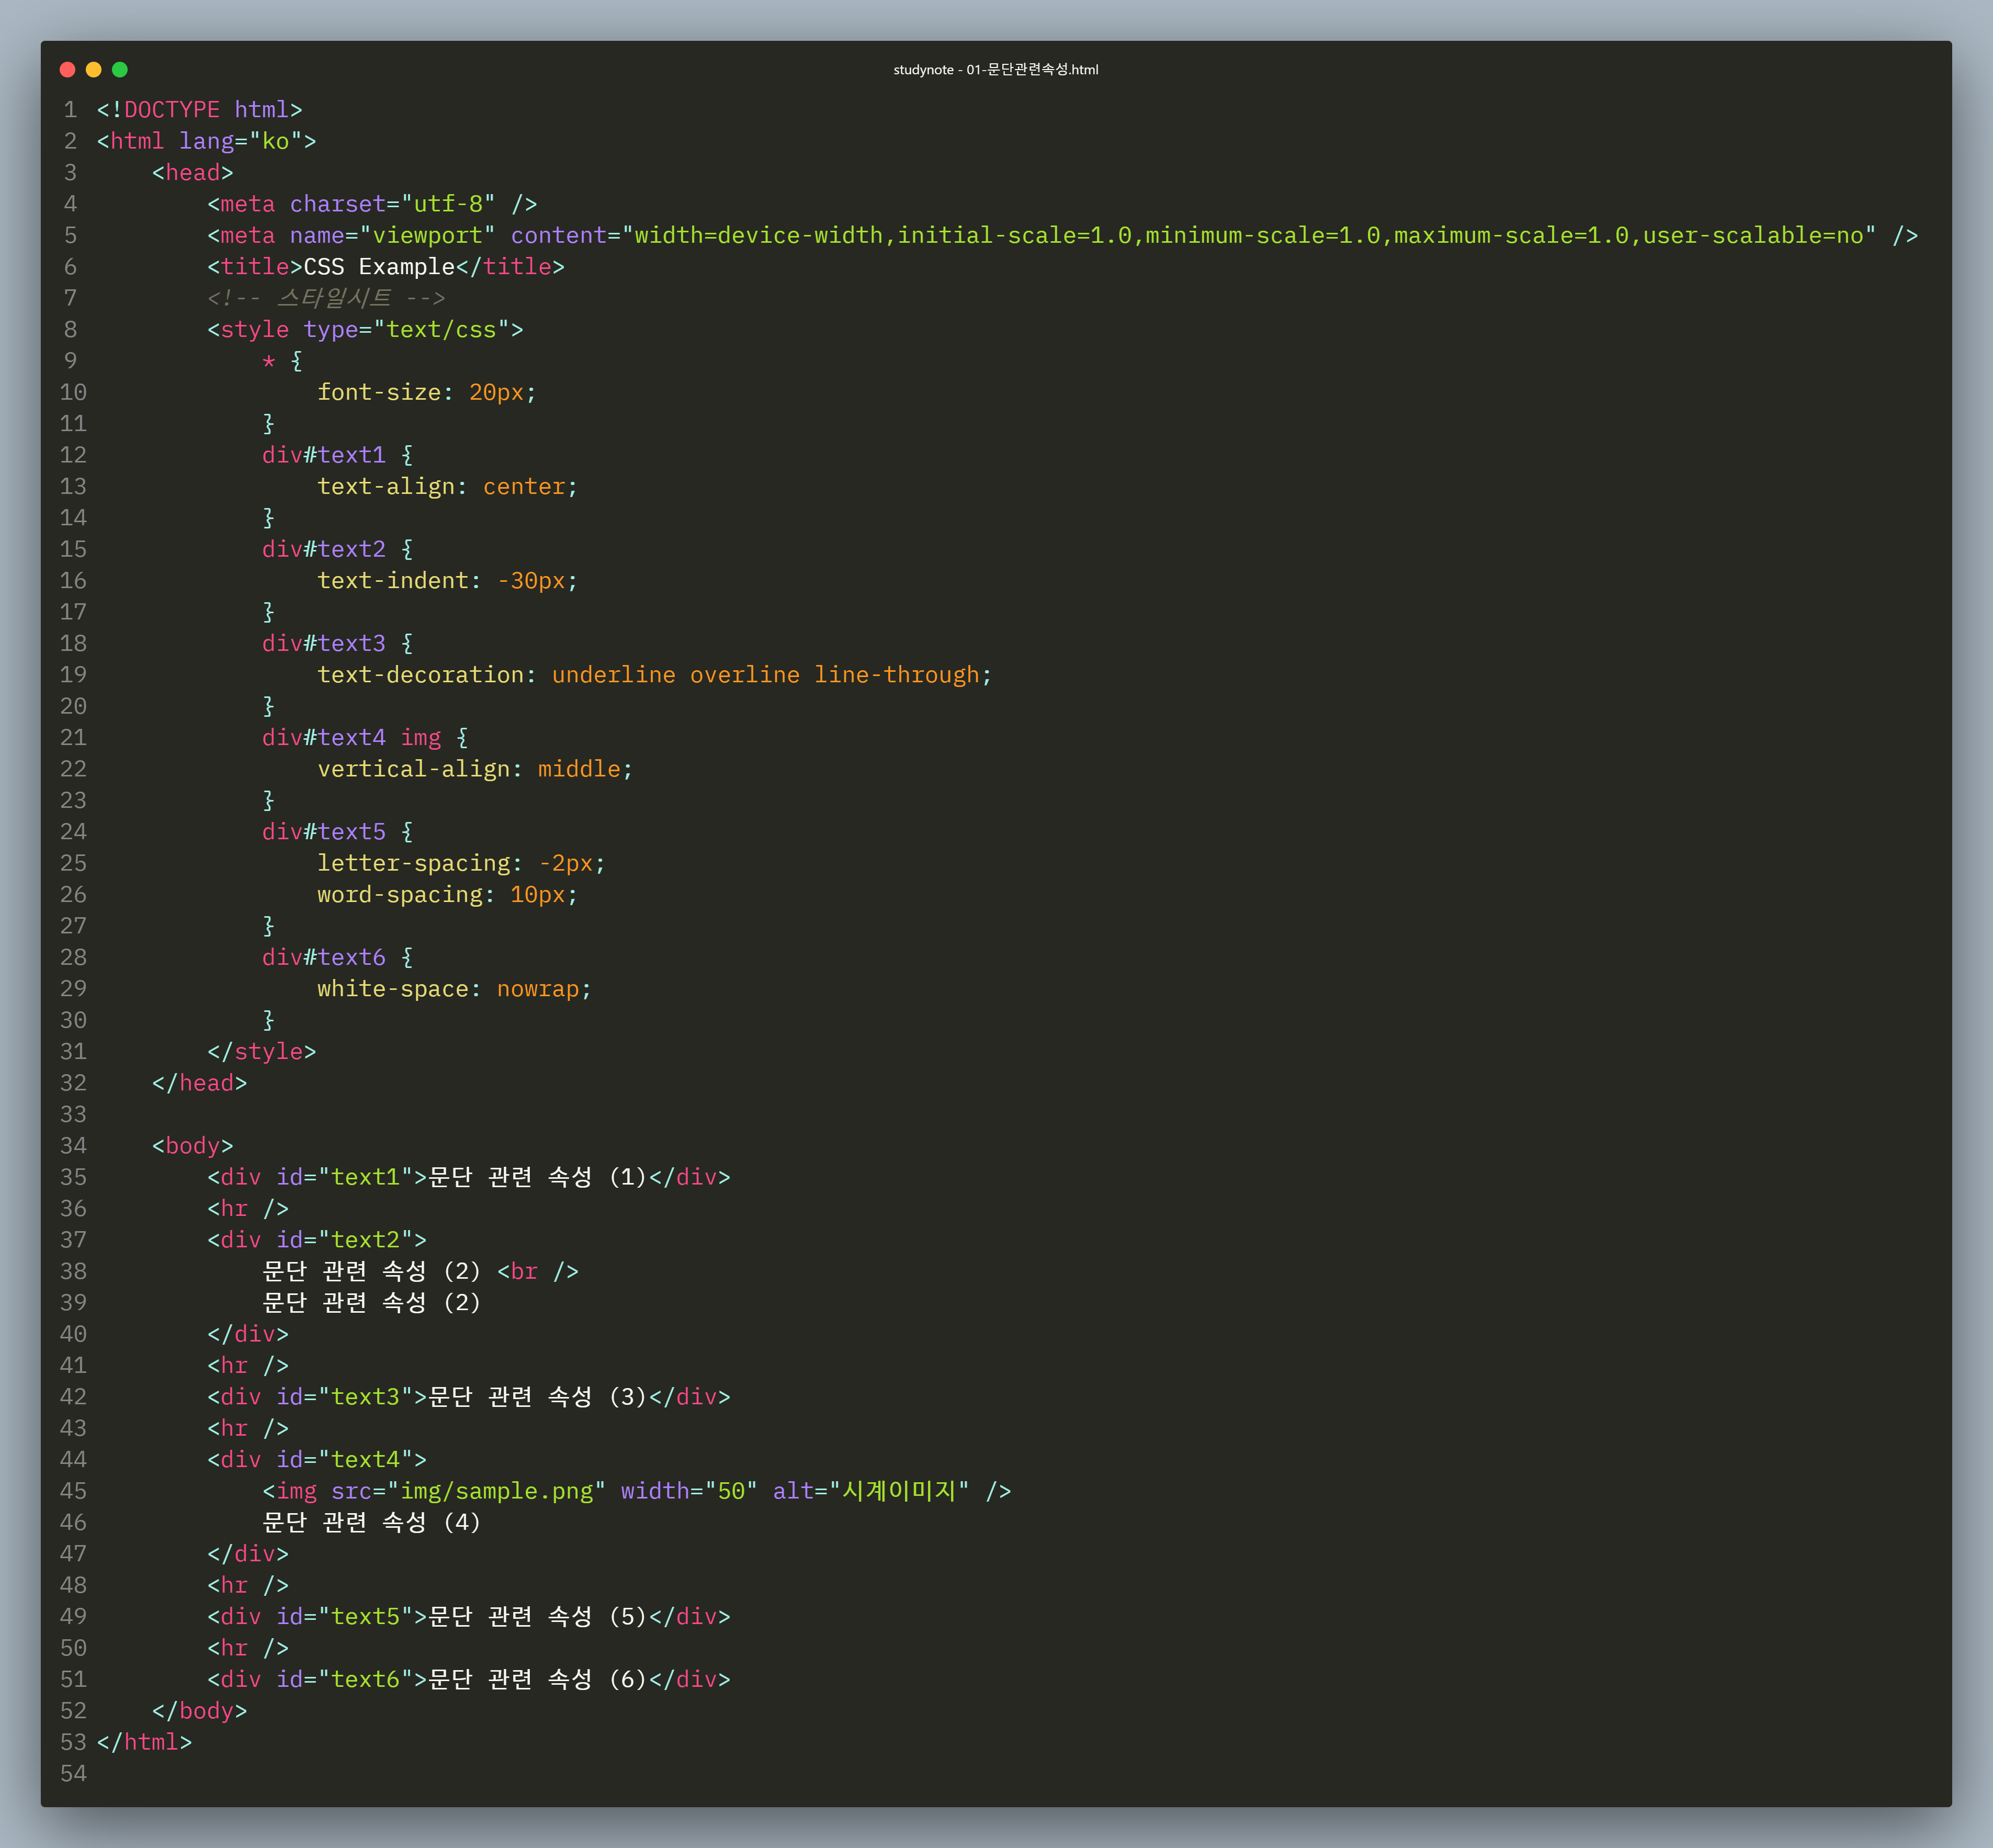 studynote - 01-문단관련속성.html
1 <!DOCTYPE html>
2 <html lang="ko">
3     <head>
4         <meta charset="utf-8" />
5         <meta name="viewport" content="width=device-width,initial-scale=1.0,minimum-scale=1.0,maximum-scale=1.0,user-scalable=no" />
6         <title>CSS Example</title>
7         <!-- 스타일시트 -->
8         <style type="text/css">
9             * {
10                 font-size: 20px;
11             }
12             div#text1 {
13                 text-align: center;
14             }
15             div#text2 {
16                 text-indent: -30px;
17             }
18             div#text3 {
19                 text-decoration: underline overline line-through;
20             }
21             div#text4 img {
22                 vertical-align: middle;
23             }
24             div#text5 {
25                 letter-spacing: -2px;
26                 word-spacing: 10px;
27             }
28             div#text6 {
29                 white-space: nowrap;
30             }
31         </style>
32     </head>
33
34     <body>
35         <div id="text1">문단 관련 속성 (1)</div>
36         <hr />
37         <div id="text2">
38             문단 관련 속성 (2) <br />
39             문단 관련 속성 (2)
40         </div>
41         <hr />
42         <div id="text3">문단 관련 속성 (3)</div>
43         <hr />
44         <div id="text4">
45             <img src="img/sample.png" width="50" alt="시계이미지" />
46             문단 관련 속성 (4)
47         </div>
48         <hr />
49         <div id="text5">문단 관련 속성 (5)</div>
50         <hr />
51         <div id="text6">문단 관련 속성 (6)</div>
52     </body>
53 </html>
54